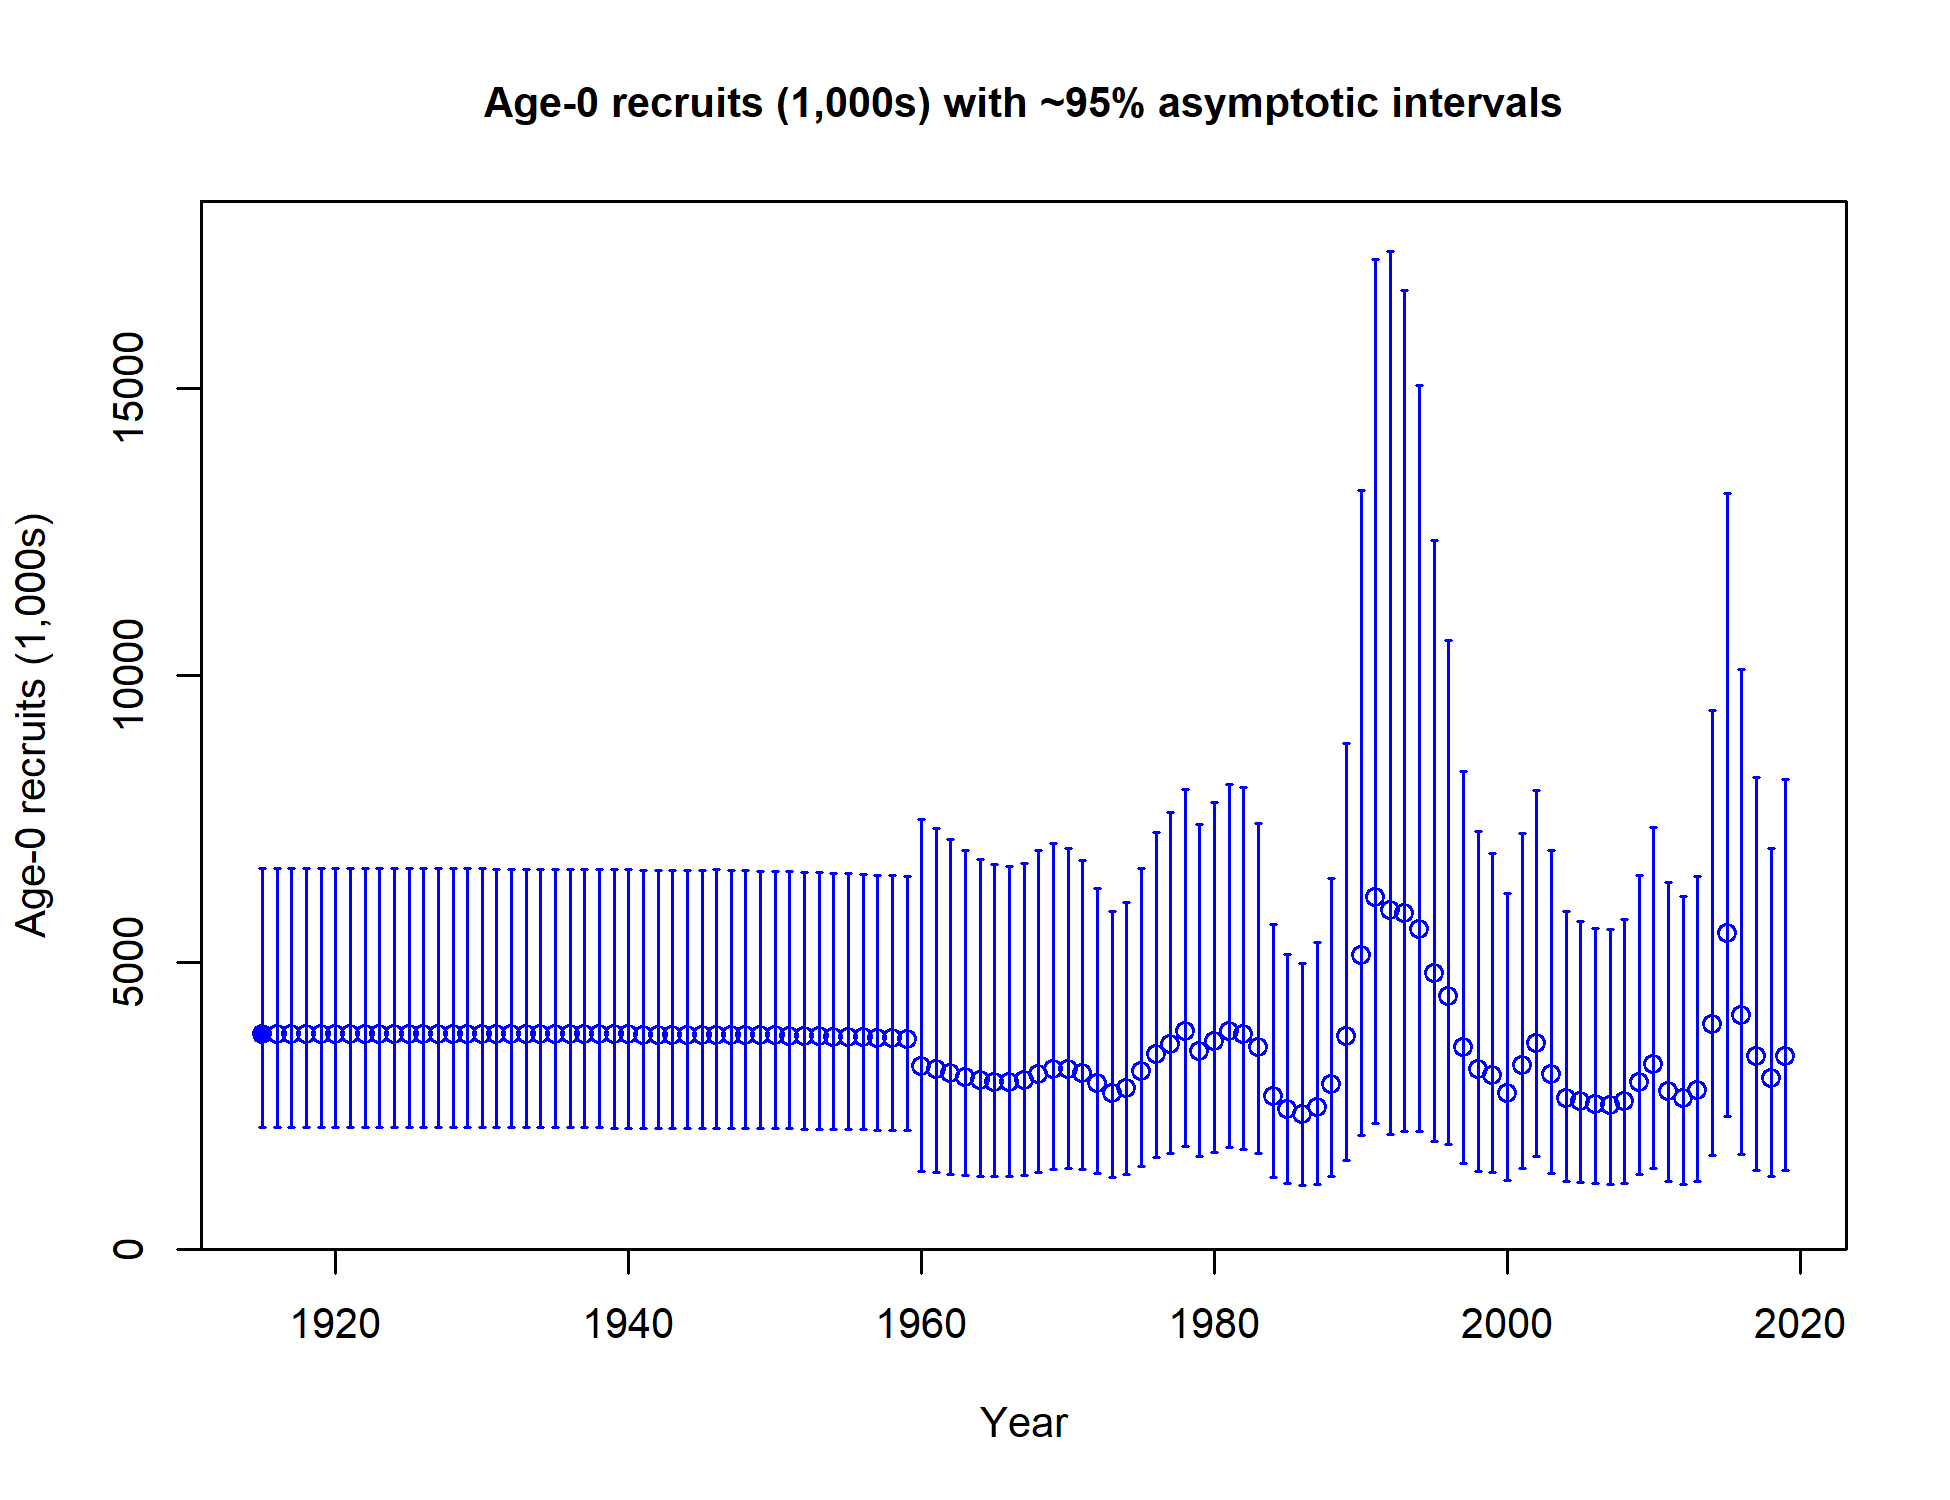 Age-0 recruits (1,000s) with ~95% asymptotic intervals
Age-0 recruits (1,000s)
15000
10000
5000
0
1920 1940 1960 1980 2000 2020
Year